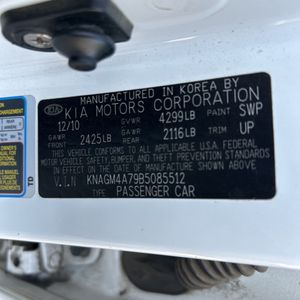 MANUFACTURED IN KOREA BY
KIA KIA MOTORS CORPORATION
12/10 GVWR 4299LB PAINT SWP
GAWR FRONT 2425LB GAWR REAR 2116LB TRIM UP
THIS VEHICLE CONFORMS TO ALL APPLICABLE U.S.A FEDERAL
MOTOR VEHICLE SAFETY, BUMPER, AND THEFT PREVENTION STANDARDS
IN EFFECT ON THE DATE OF MANUFACTURE SHOWN ABOVE.
V.I.N KNAGM4A79B5085512
TYPE: PASSENGER CAR
TD